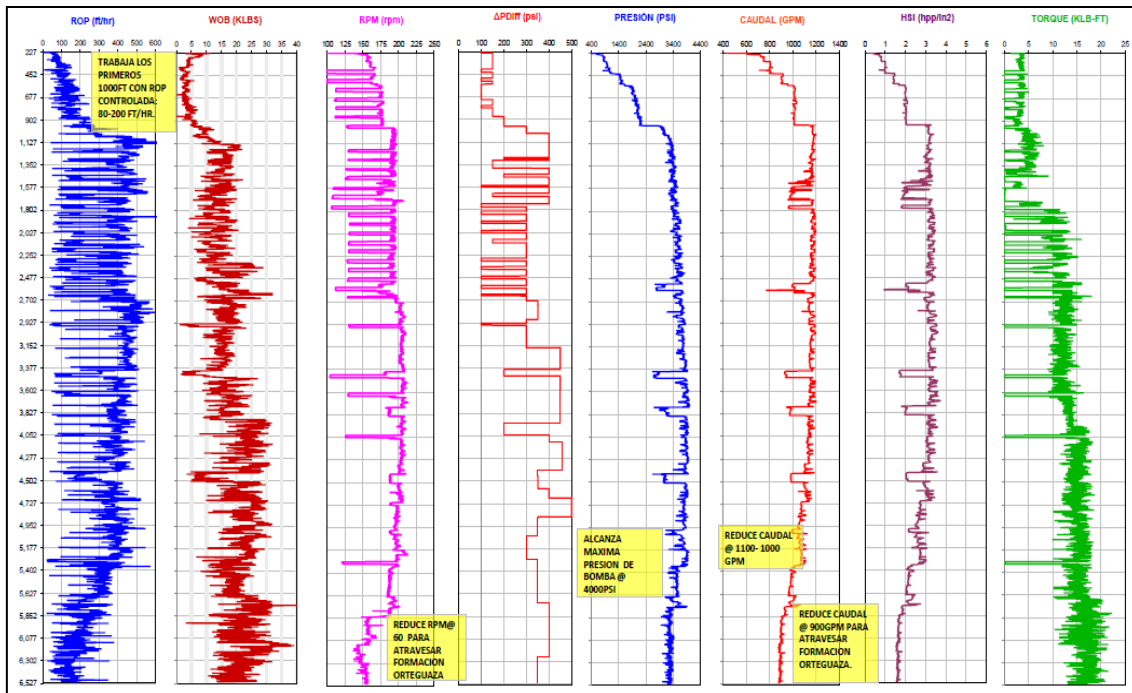 ROP (ft/hr) WOB (KLBS) RPM (rpm) ΔPDiff (psi) PRESIÓN (PSI) CAUDAL (GPM) HSI (hpp/in2) TORQUE (KLB-FT)
0 100 200 300 400 500 600
0 5 10 15 20 25 30 35 40
100 125 150 175 200 225 250
0 100 200 300 400 500
400 1400 2400 3400 4400
400 600 800 1000 1200 1400
0 1 2 3 4 5 6
0 5 10 15 20 25
227
452
677
902
1,127
1,352
1,577
1,802
2,027
2,252
2,477
2,702
2,927
3,152
3,377
3,602
3,827
4,052
4,277
4,502
4,727
4,952
5,177
5,402
5,627
5,852
6,077
6,302
6,527
TRABAJA LOS
PRIMEROS
1000FT CON ROP
CONTROLADA:
80-200 FT/HR.
REDUCE RPM@
60 PARA
ATRAVESAR
FORMACIÓN
ORTEGUAZA
ALCANZA
MAXIMA
PRESION DE
BOMBA @
4000PSI
REDUCE CAUDAL
@ 1100-1000
GPM
REDUCE CAUDAL
@ 900GPM PARA
ATRAVESAR
FORMACION
ORTEGUAZA.